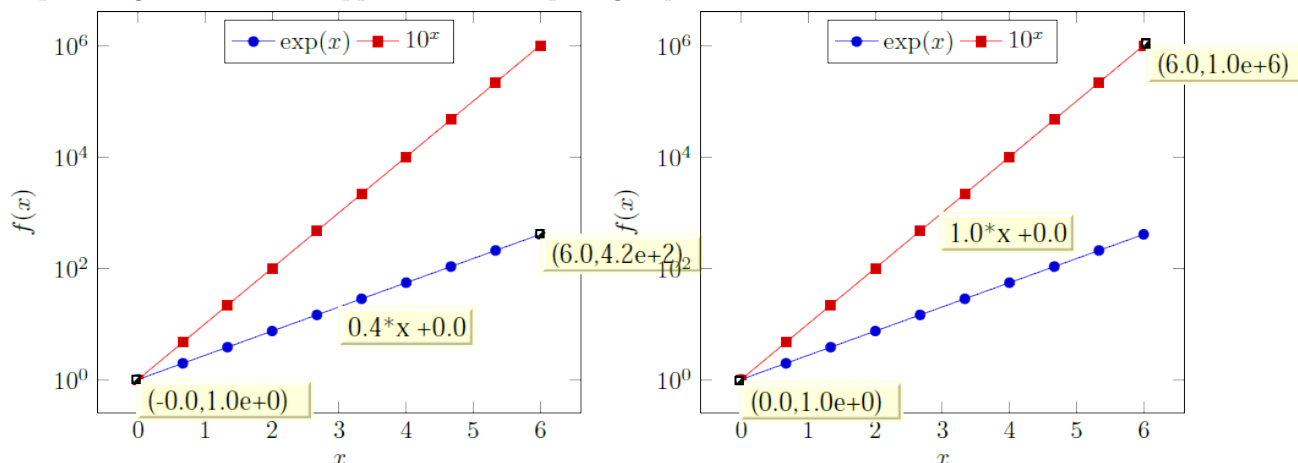 exp(x) 10^x
10^6
10^4
10^2
10^0
f(x)
(6.0,4.2e+2)
0.4*x +0.0
(-0.0,1.0e+0)
0 1 2 3 4 5 6
x
exp(x) 10^x
10^6
10^4
10^2
10^0
f(x)
(6.0,1.0e+6)
1.0*x +0.0
(0.0,1.0e+0)
0 1 2 3 4 5 6
x